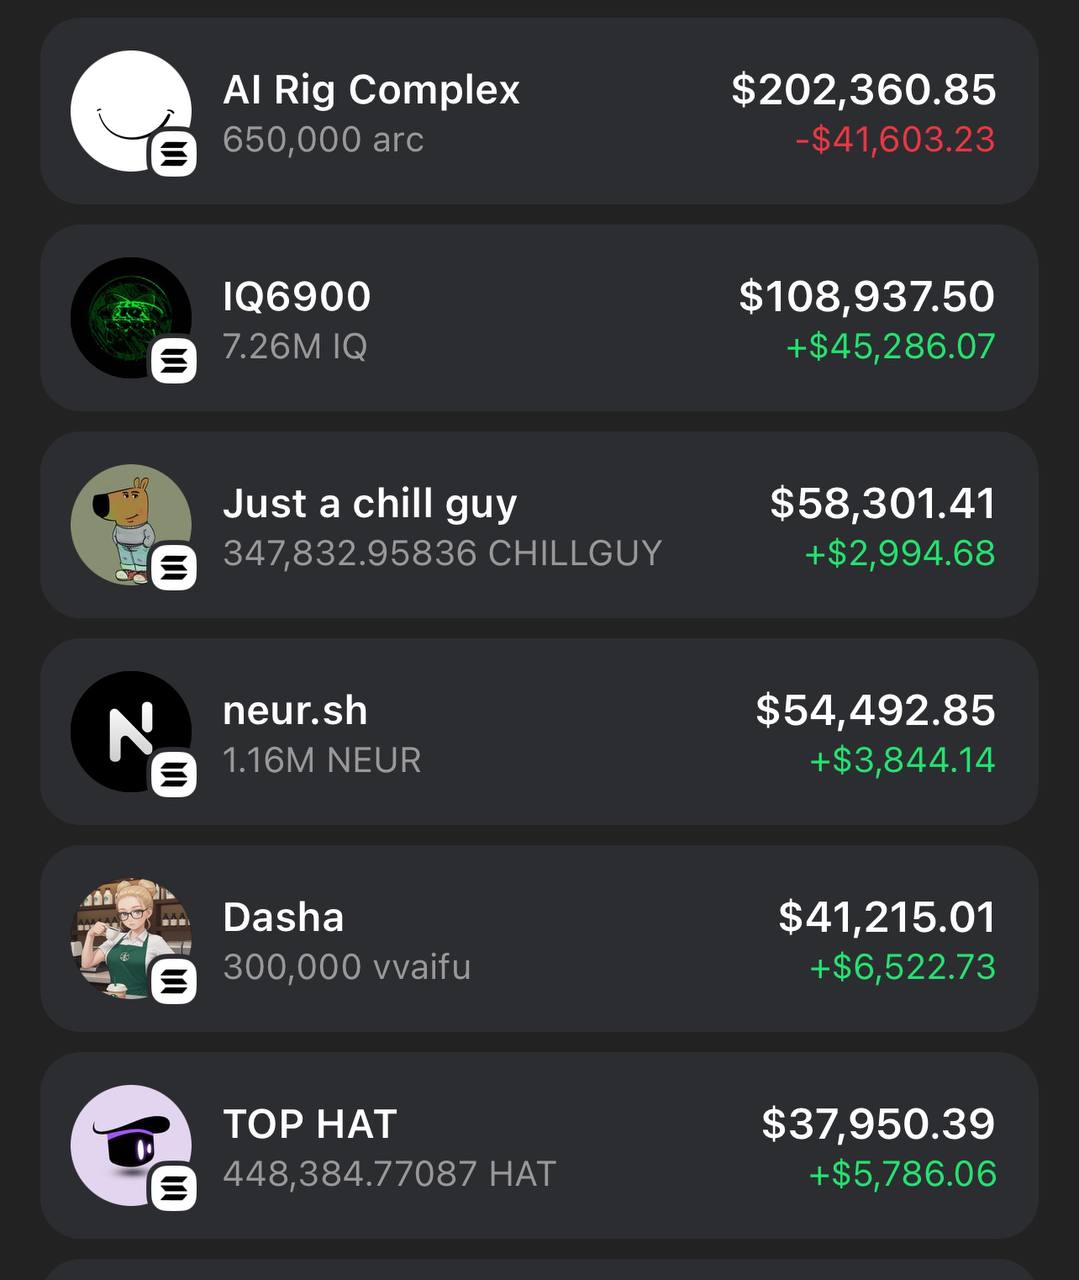 AI Rig Complex
$202,360.85
650,000 arc
-$41,603.23
IQ6900
$108,937.50
7.26M IQ
+$45,286.07
Just a chill guy
$58,301.41
347,832.95836 CHILLGUY
+$2,994.68
neur.sh
$54,492.85
1.16M NEUR
+$3,844.14
Dasha
$41,215.01
300,000 vvaifu
+$6,522.73
TOP HAT
$37,950.39
448,384.77087 HAT
+$5,786.06